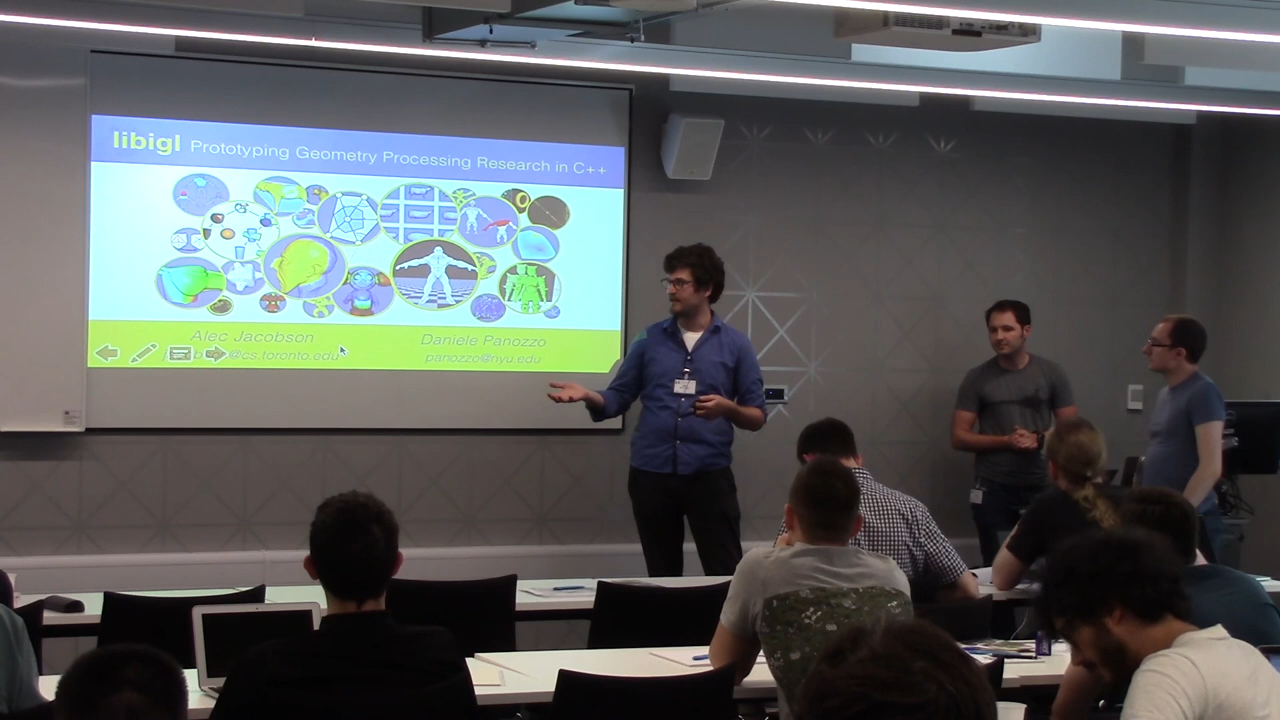 libigl Prototyping Geometry Processing Research in C++
Alec Jacobson
Daniele Panozzo
@cs.toronto.edu
panozzo@nyu.edu